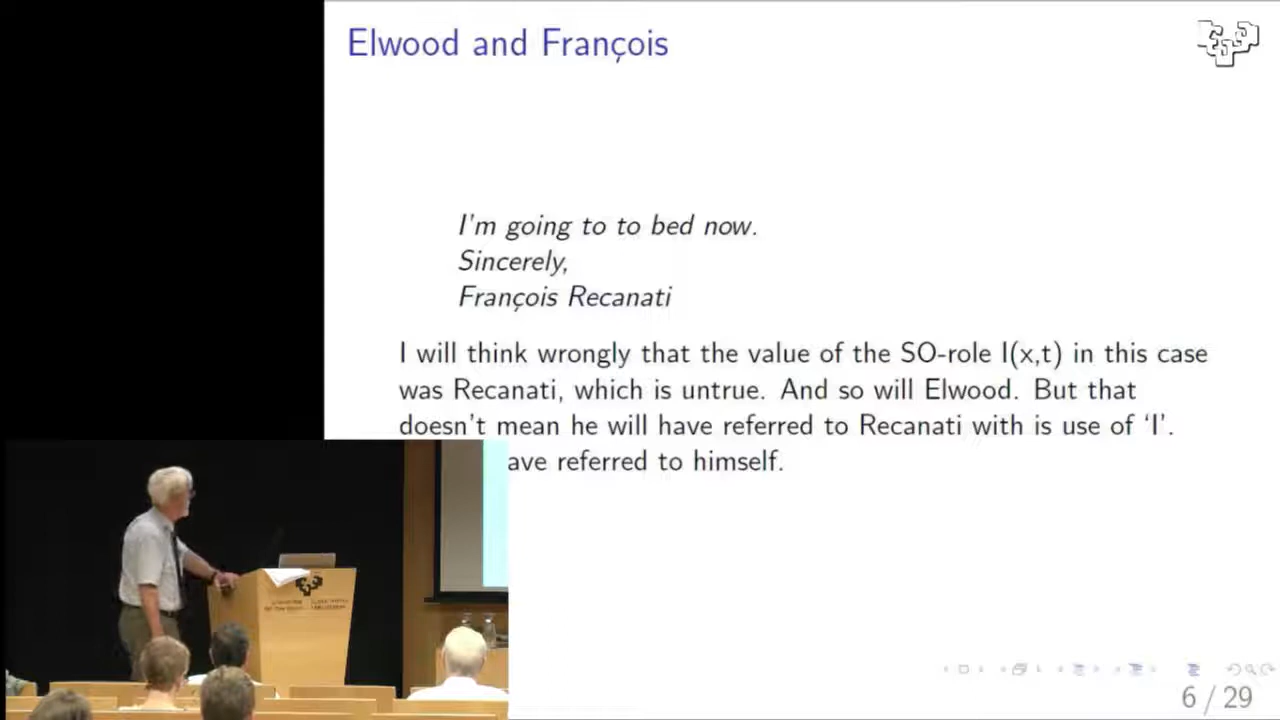 Elwood and François
I'm going to to bed now.
Sincerely,
François Recanati
I will think wrongly that the value of the SO-role I(x,t) in this case
was Recanati, which is untrue. And so will Elwood. But that
doesn't mean he will have referred to Recanati with is use of ‘I’.
ave referred to himself.
6 / 29